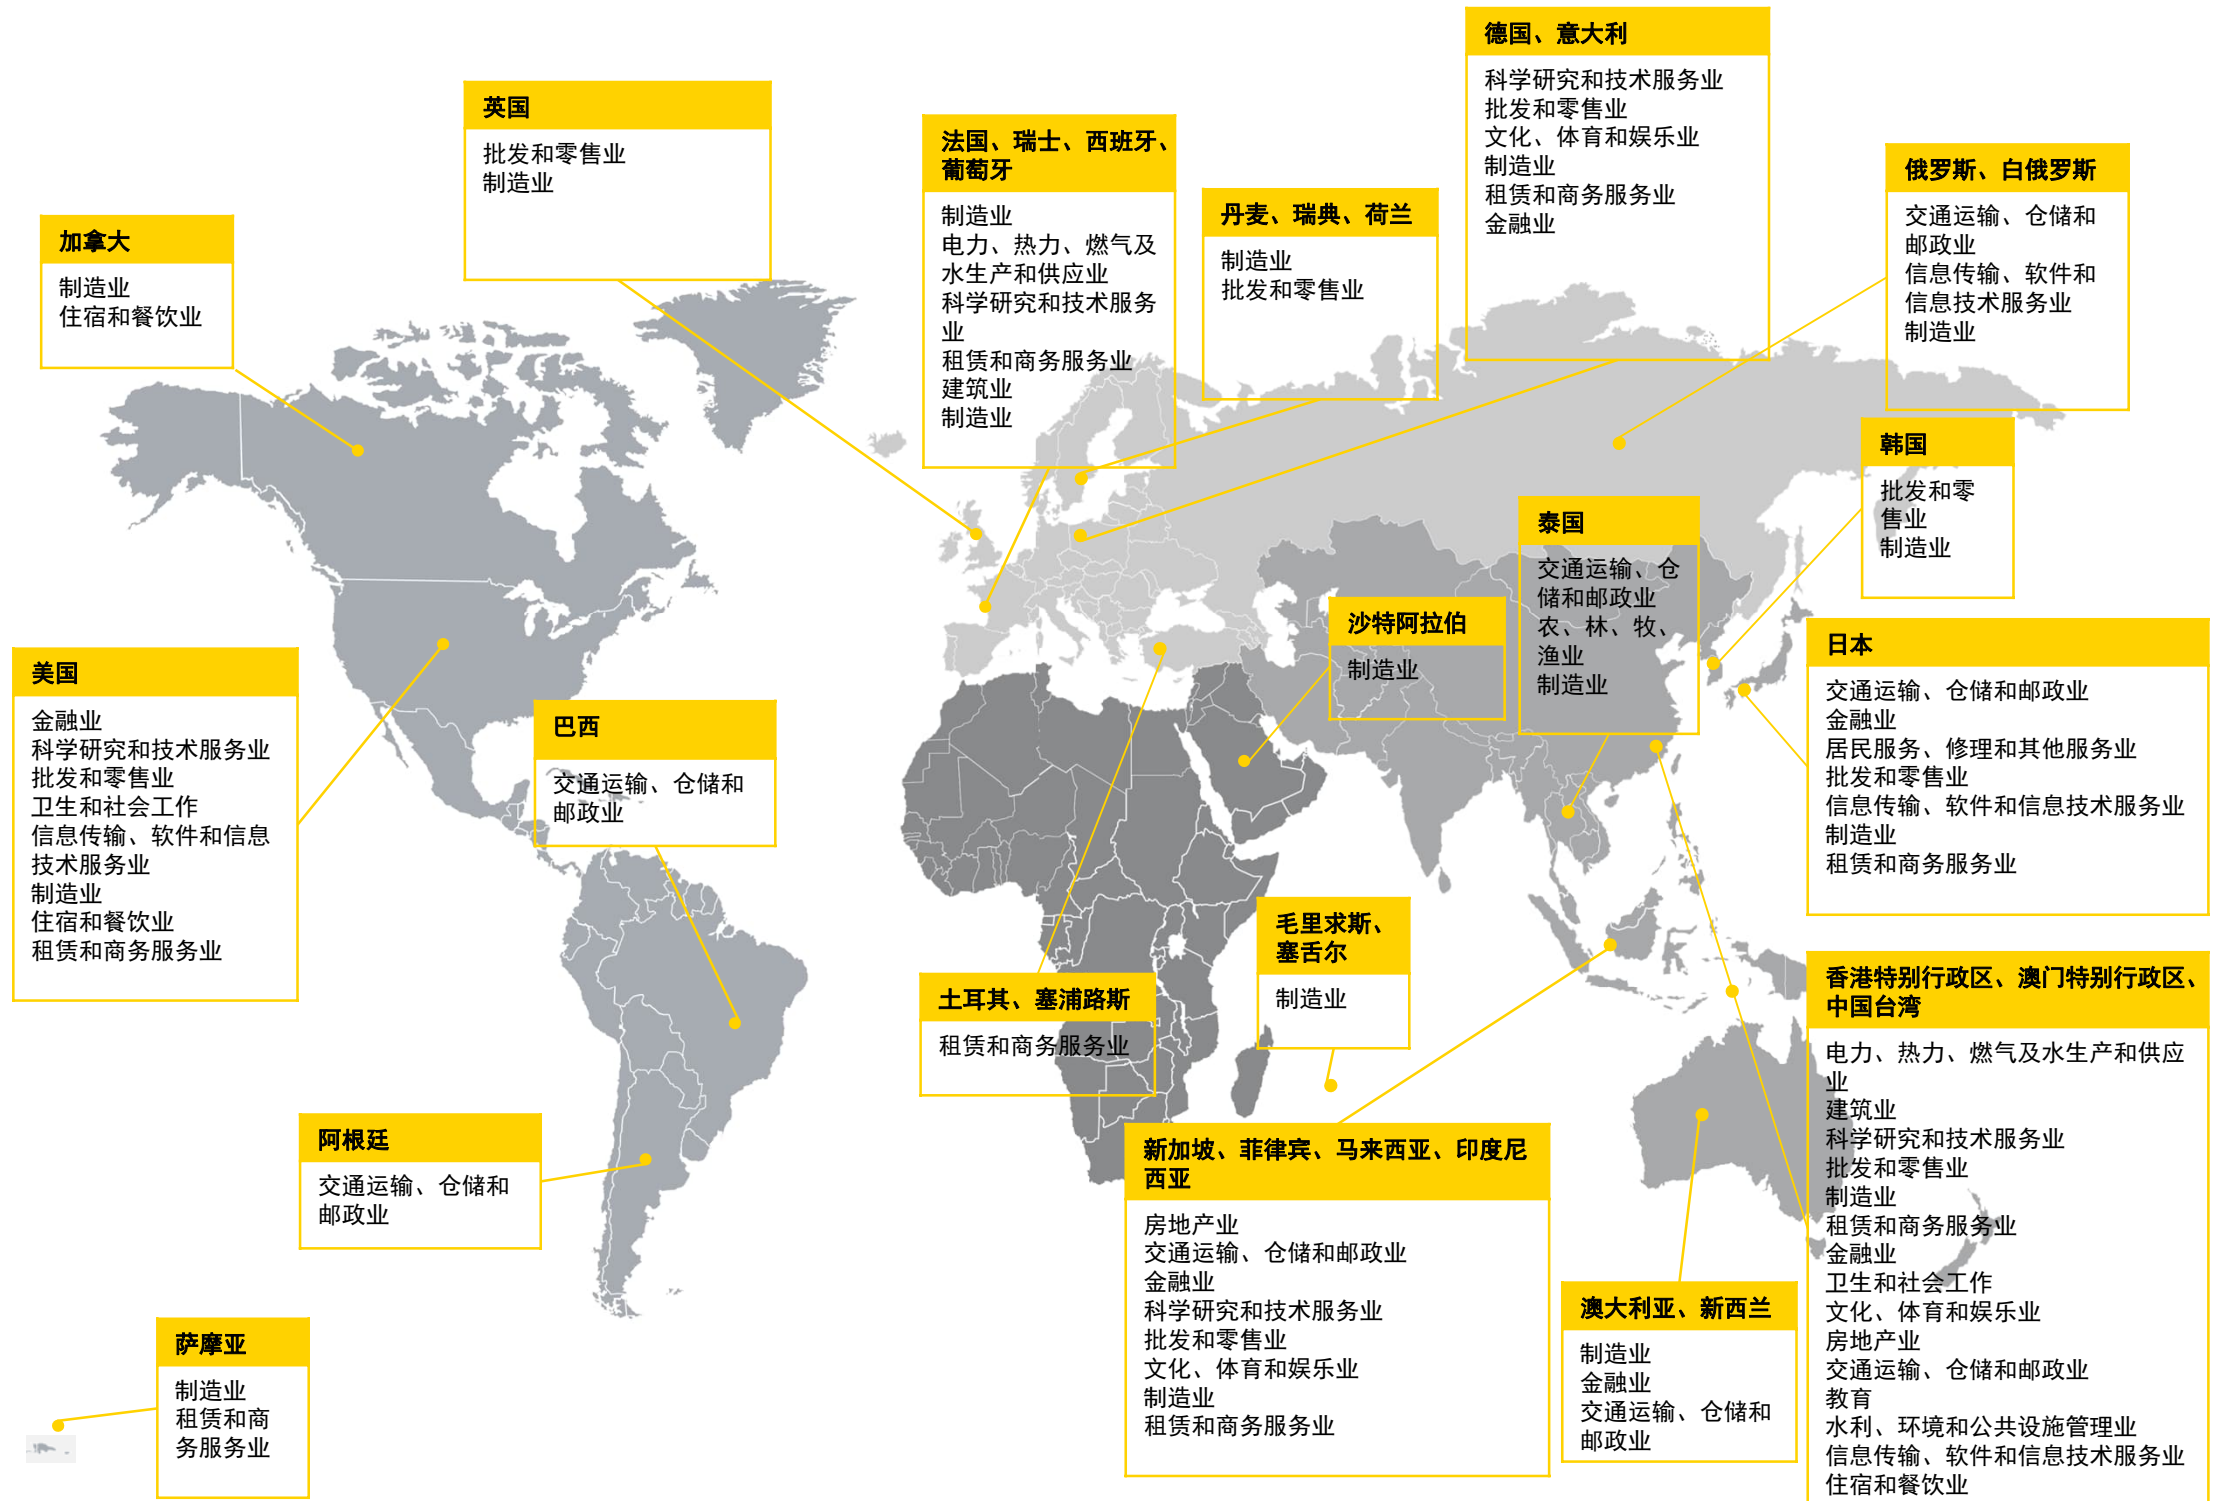 德国、意大利
科学研究和技术服务业
批发和零售业
文化、体育和娱乐业
制造业
租赁和商务服务业
金融业
英国
批发和零售业
制造业
法国、瑞士、西班牙、
葡萄牙
制造业
电力、热力、燃气及
水生产和供应业
科学研究和技术服务
业
租赁和商务服务业
建筑业
制造业
丹麦、瑞典、荷兰
制造业
批发和零售业
俄罗斯、白俄罗斯
交通运输、仓储和
邮政业
信息传输、软件和
信息技术服务业
制造业
加拿大
制造业
住宿和餐饮业
韩国
批发和零
售业
制造业
泰国
交通运输、仓
储和邮政业
农、林、牧、
渔业
制造业
沙特阿拉伯
制造业
日本
交通运输、仓储和邮政业
金融业
居民服务、修理和其他服务业
批发和零售业
信息传输、软件和信息技术服务业
制造业
租赁和商务服务业
美国
金融业
科学研究和技术服务业
批发和零售业
卫生和社会工作
信息传输、软件和信息
技术服务业
制造业
住宿和餐饮业
租赁和商务服务业
巴西
交通运输、仓储和
邮政业
毛里求斯、
塞舌尔
制造业
土耳其、塞浦路斯
租赁和商务服务业
香港特别行政区、澳门特别行政区、
中国台湾
电力、热力、燃气及水生产和供应
业
建筑业
科学研究和技术服务业
批发和零售业
制造业
租赁和商务服务业
金融业
卫生和社会工作
文化、体育和娱乐业
房地产业
交通运输、仓储和邮政业
教育
水利、环境和公共设施管理业
信息传输、软件和信息技术服务业
住宿和餐饮业
阿根廷
交通运输、仓储和
邮政业
新加坡、菲律宾、马来西亚、印度尼
西亚
房地产业
交通运输、仓储和邮政业
金融业
科学研究和技术服务业
批发和零售业
文化、体育和娱乐业
制造业
租赁和商务服务业
澳大利亚、新西兰
制造业
金融业
交通运输、仓储和
邮政业
萨摩亚
制造业
租赁和商
务服务业